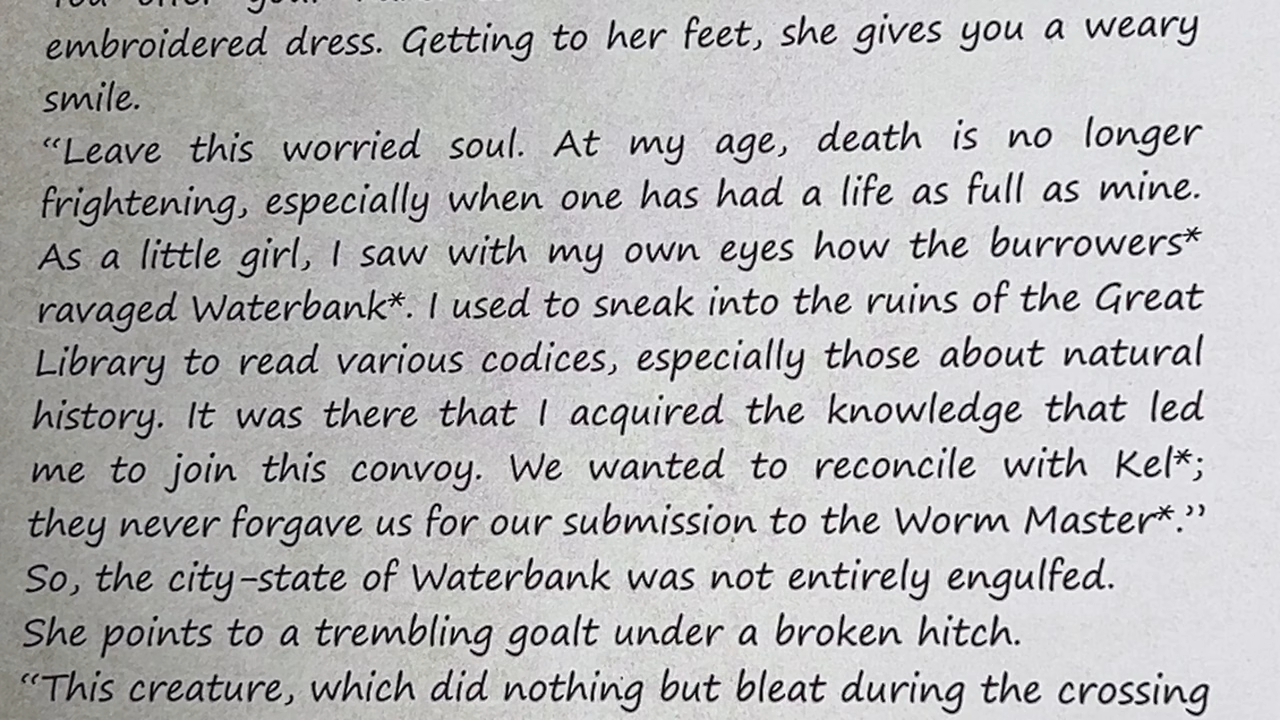 embroidered dress. Getting to her feet, she gives you a weary
smile.
“Leave this worried soul. At my age, death is no longer
frightening, especially when one has had a life as full as mine.
As a little girl, I saw with my own eyes how the burrowers*
ravaged Waterbank*. I used to sneak into the ruins of the Great
Library to read various codices, especially those about natural
history. It was there that I acquired the knowledge that led
me to join this convoy. We wanted to reconcile with Kel*;
they never forgave us for our submission to the Worm Master*.”
So, the city-state of Waterbank was not entirely engulfed.
She points to a trembling goalt under a broken hitch.
“This creature, which did nothing but bleat during the crossing